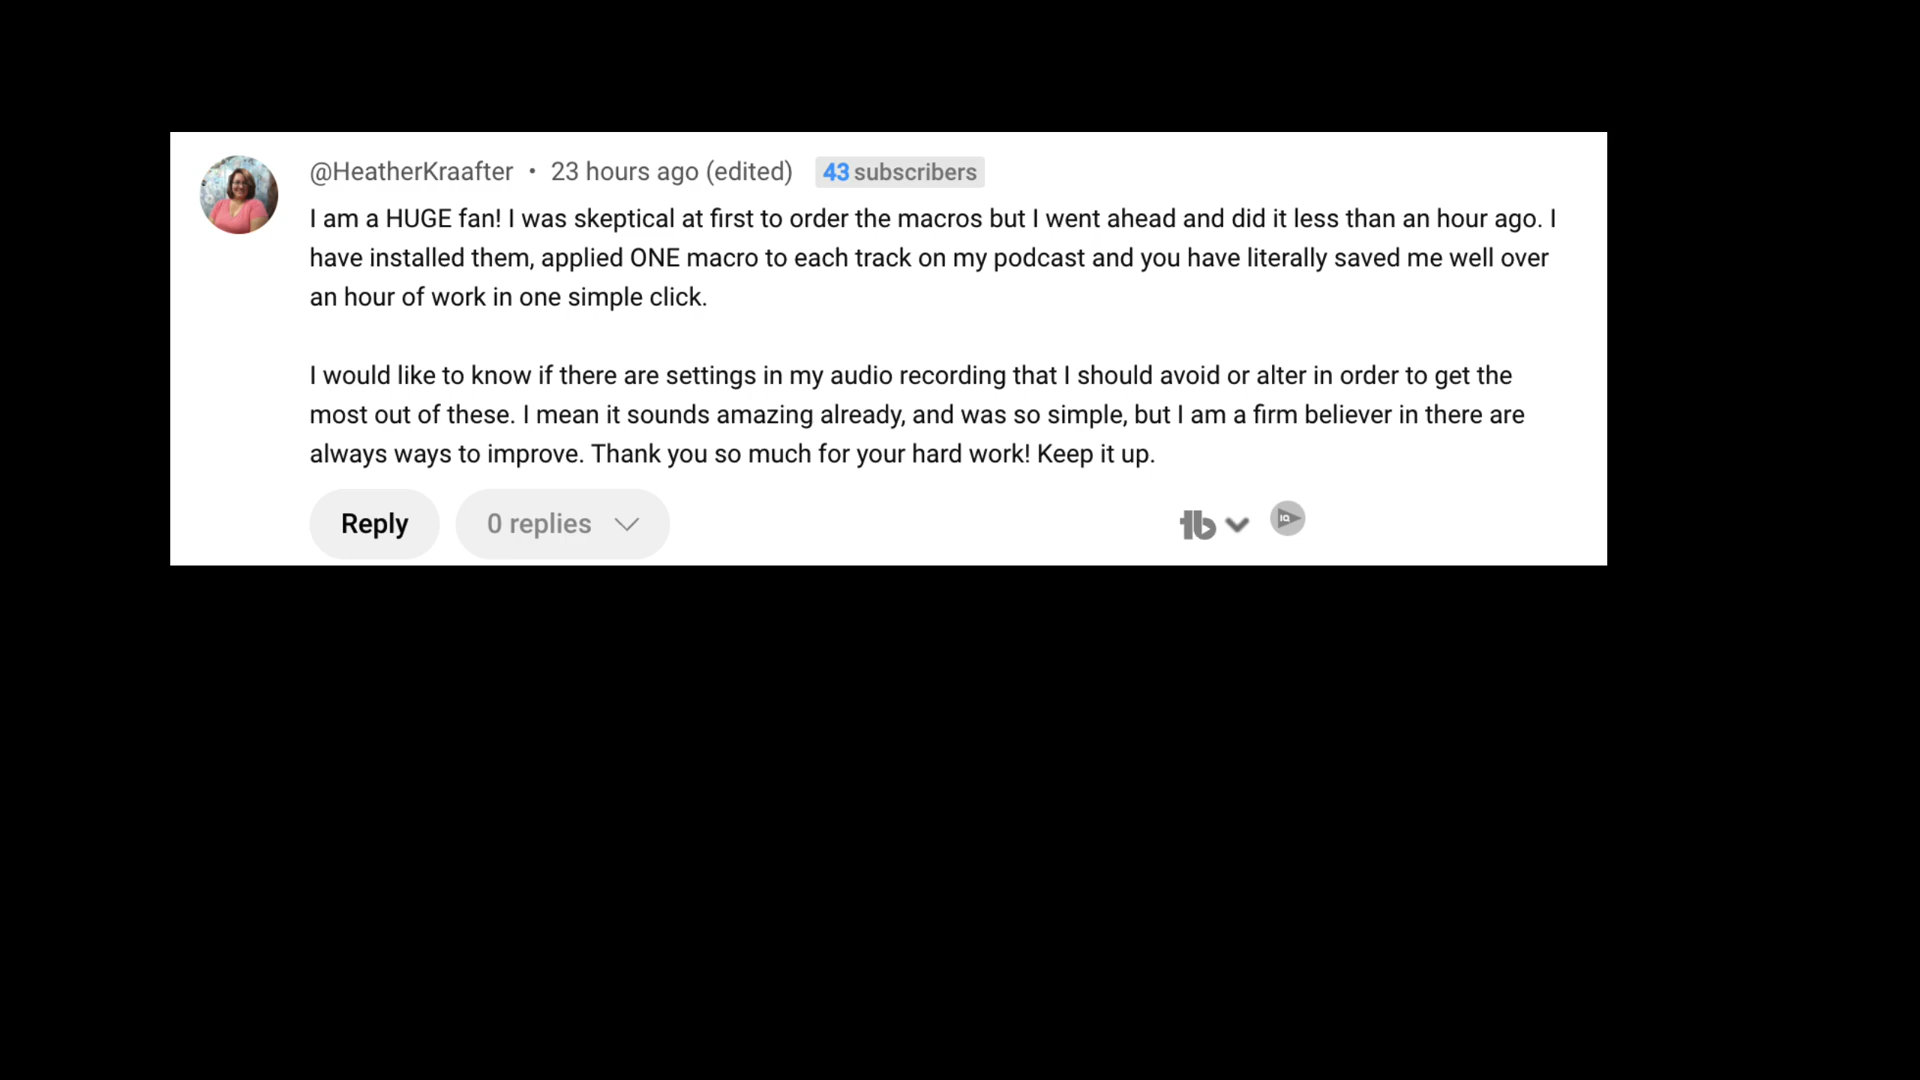 @HeatherKraafter • 23 hours ago (edited) 43 subscribers
I am a HUGE fan! I was skeptical at first to order the macros but I went ahead and did it less than an hour ago. I
have installed them, applied ONE macro to each track on my podcast and you have literally saved me well over
an hour of work in one simple click.
I would like to know if there are settings in my audio recording that I should avoid or alter in order to get the
most out of these. I mean it sounds amazing already, and was so simple, but I am a firm believer in there are
always ways to improve. Thank you so much for your hard work! Keep it up.
Reply 0 replies tb IQ